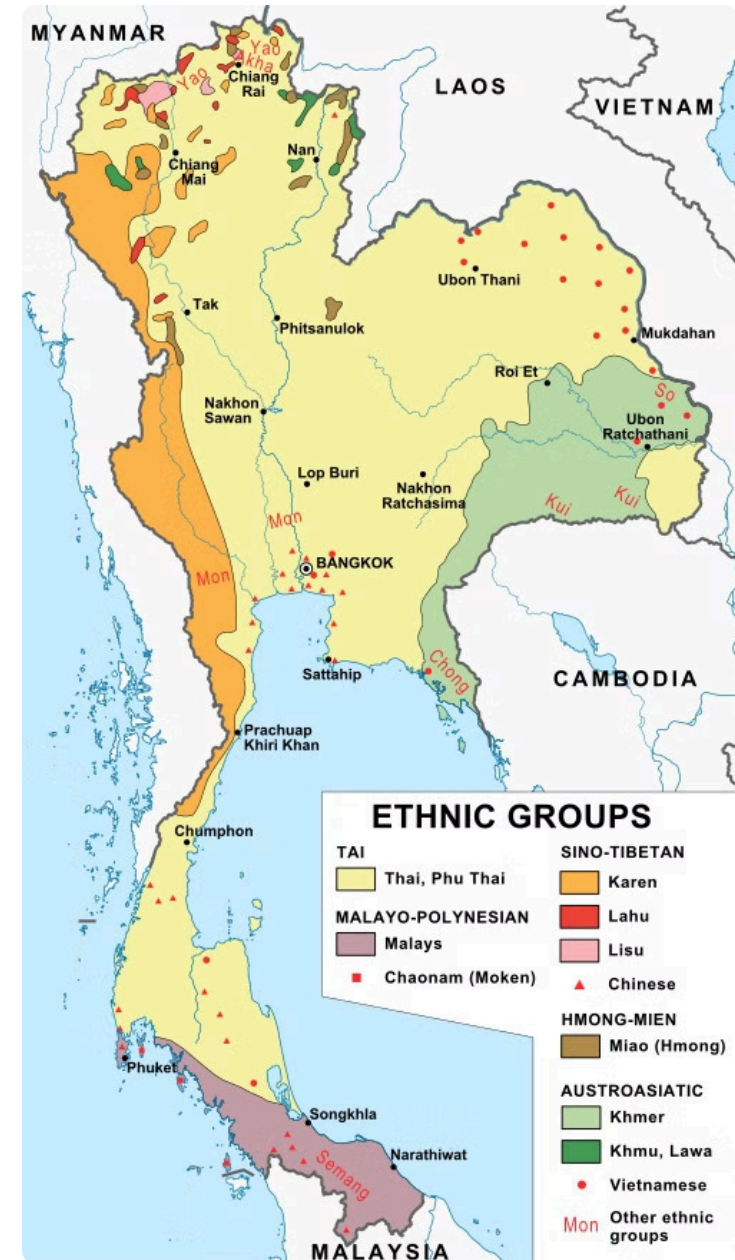 MYANMAR
LAOS
VIETNAM
Yao
Akha
Yao
Chiang
Rai
Nan
Chiang
Mai
Ubon Thani
Tak
Phitsanulok
Mukdahan
Roi Et
So
Nakhon
Sawan
Ubon
Ratchathani
Lop Buri
Nakhon
Ratchasima
Kui
Kui
Mon
BANGKOK
Mon
Chong
Sattahip
CAMBODIA
Prachuap
Khiri Khan
Chumphon
Phuket
Songkhla
Narathiwat
Semang
MALAYSIA
ETHNIC GROUPS
TAI
Thai, Phu Thai
MALAYO-POLYNESIAN
Malays
Chaonam (Moken)
SINO-TIBETAN
Karen
Lahu
Lisu
Chinese
HMONG-MIEN
Miao (Hmong)
AUSTROASIATIC
Khmer
Khmu, Lawa
Vietnamese
Mon Other ethnic
groups